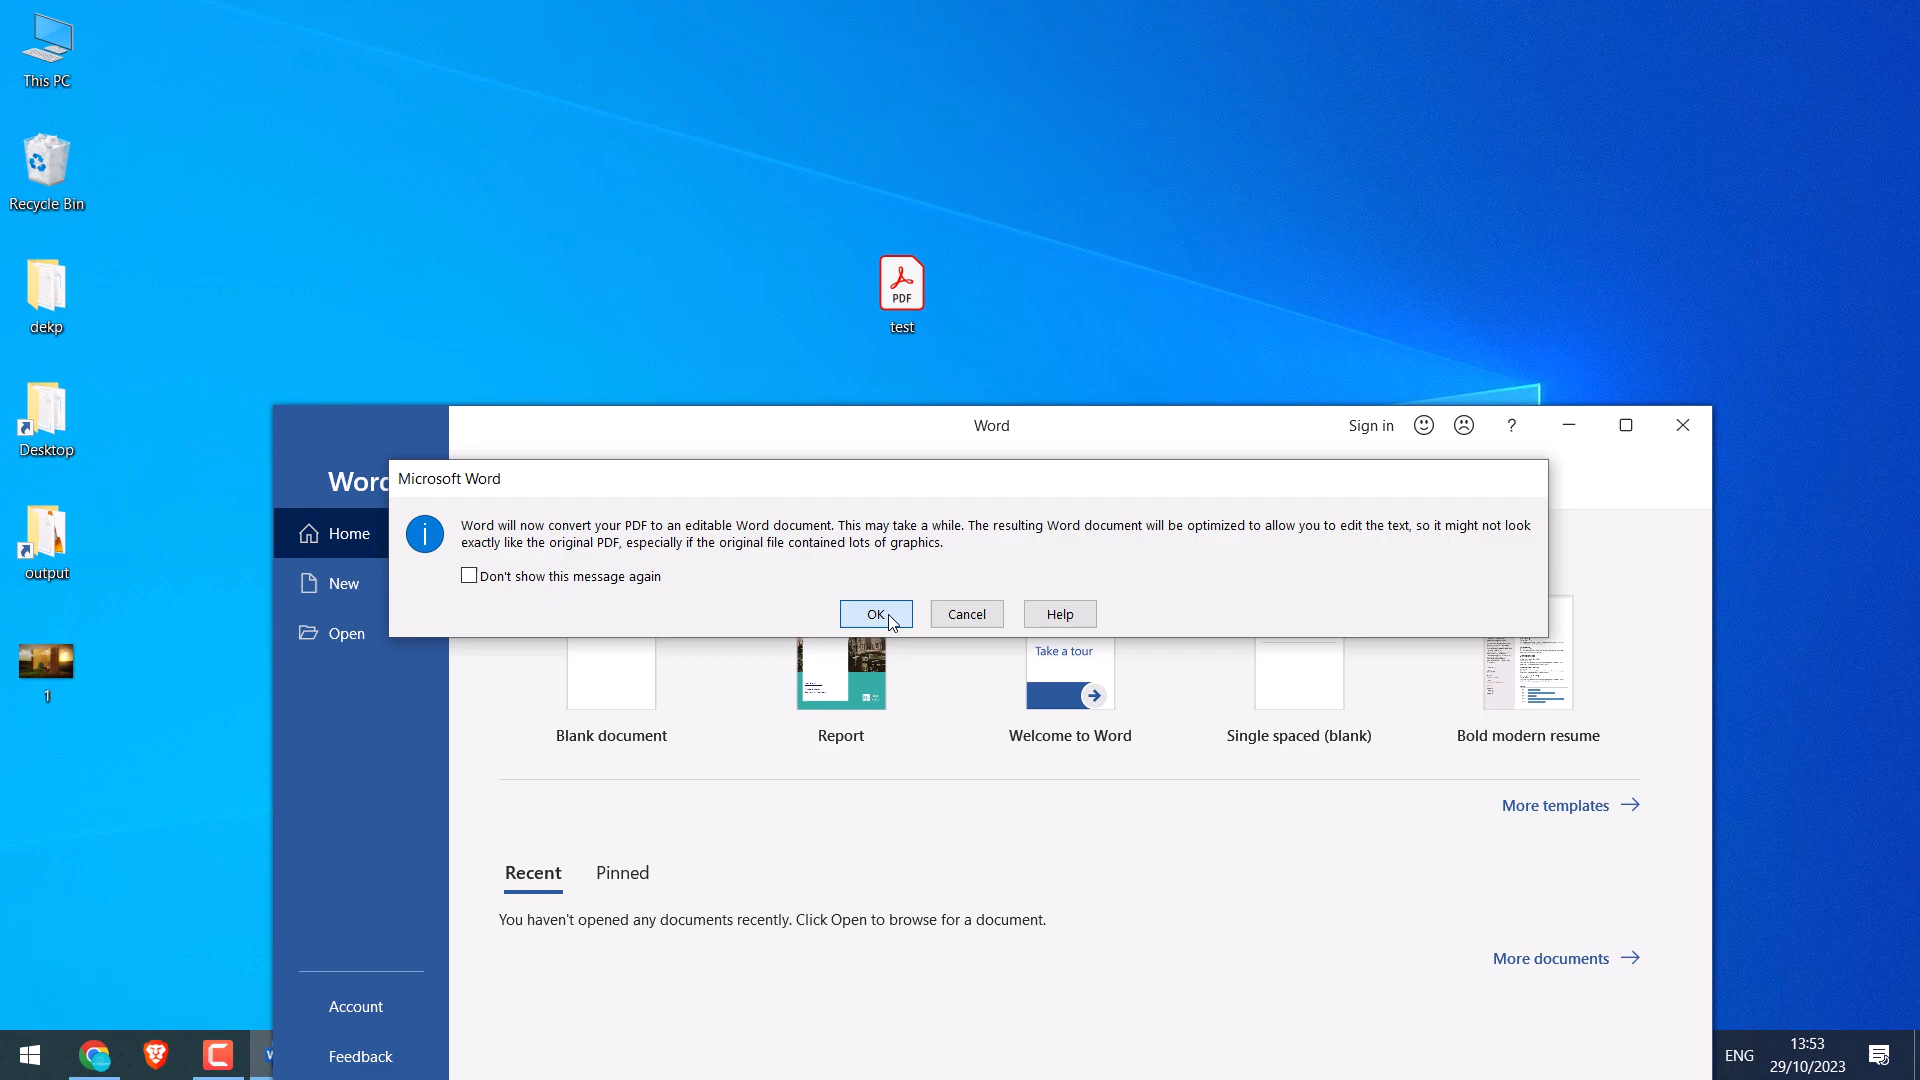 This PC
Recycle Bin
dekp
Desktop
output
1
PDF
test
Word
Sign in
?
Word
Home
New
Open
Account
Feedback
Microsoft Word
Word will now convert your PDF to an editable Word document. This may take a while. The resulting Word document will be optimized to allow you to edit the text, so it might not look
exactly like the original PDF, especially if the original file contained lots of graphics.
Don't show this message again
OK
Cancel
Help
Take a tour
Blank document
Report
Welcome to Word
Single spaced (blank)
Bold modern resume
More templates
Recent
Pinned
You haven't opened any documents recently. Click Open to browse for a document.
More documents
ENG
13:53
29/10/2023